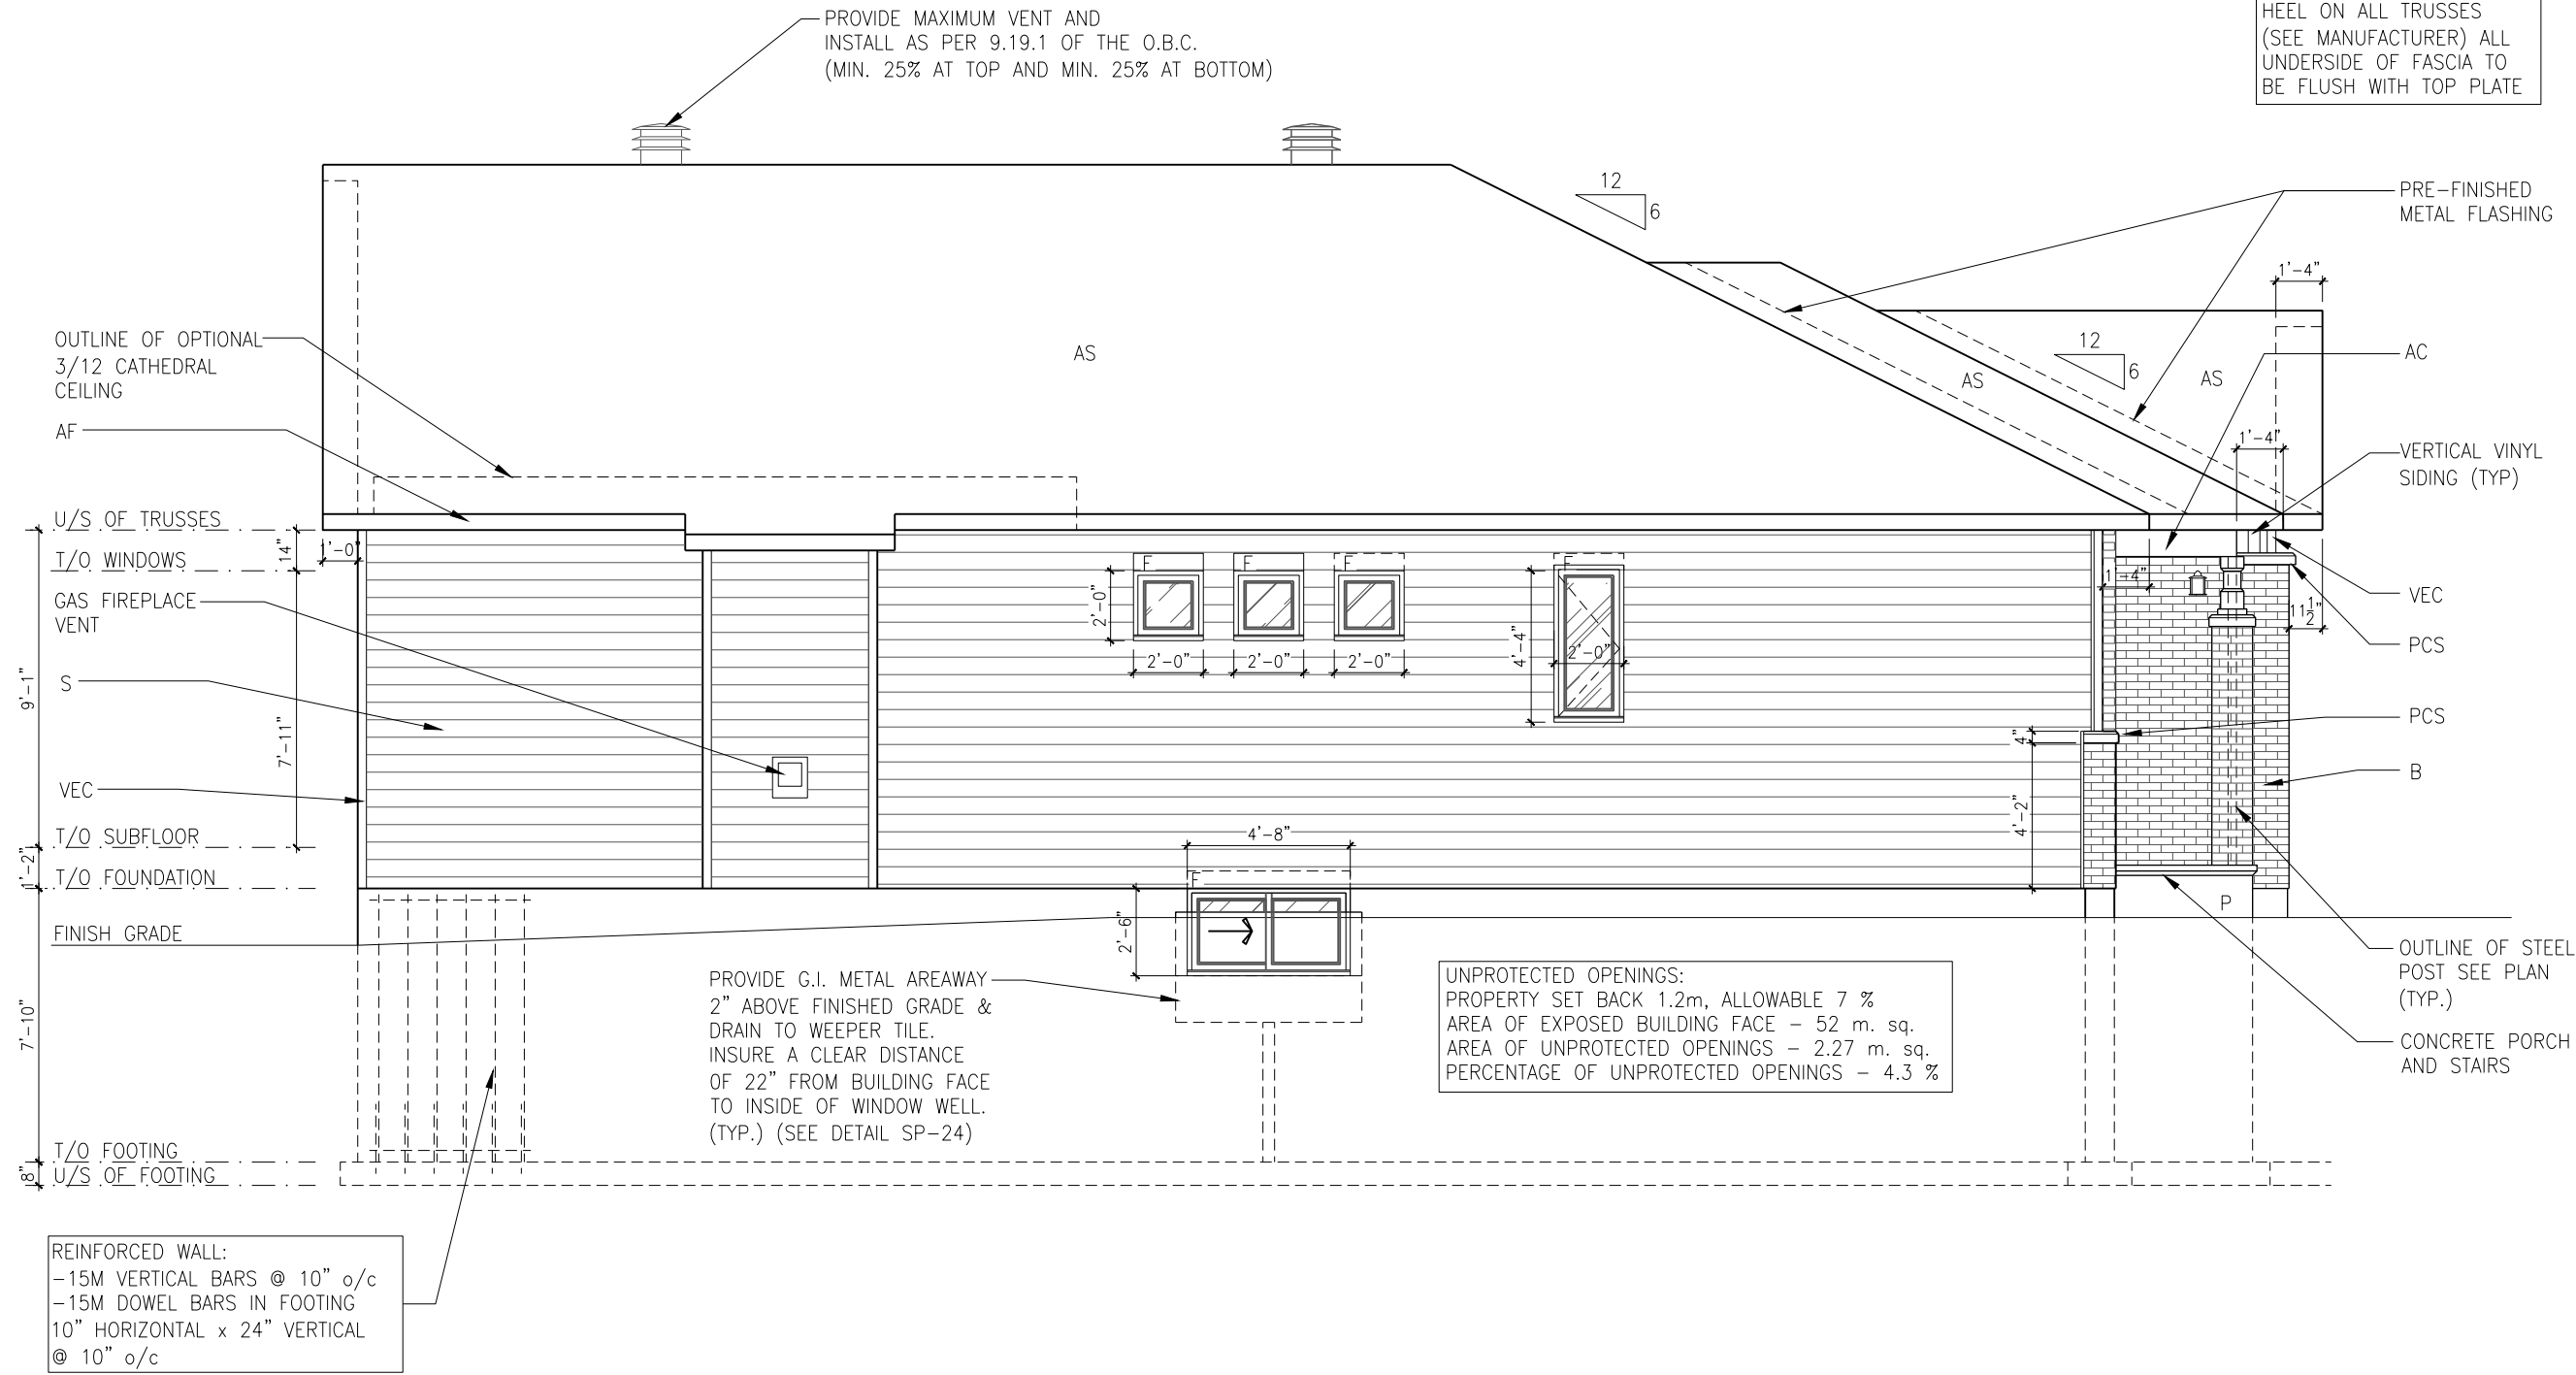 PROVIDE MAXIMUM VENT AND
INSTALL AS PER 9.19.1 OF THE O.B.C.
(MIN. 25% AT TOP AND MIN. 25% AT BOTTOM)
HEEL ON ALL TRUSSES
(SEE MANUFACTURER) ALL
UNDERSIDE OF FASCIA TO
BE FLUSH WITH TOP PLATE
12
6
PRE-FINISHED
METAL FLASHING
1'-4"
OUTLINE OF OPTIONAL
3/12 CATHEDRAL
CEILING
AS
AS
12
6
AS
AC
AF
1'-4"
VERTICAL VINYL
SIDING (TYP)
U/S OF TRUSSES
T/O WINDOWS
14"
1'-0"
GAS FIREPLACE
VENT
F
F
F
F
2'-0"
2'-0"
2'-0"
2'-0"
4'-4"
2'-0"
1'-4"
11 1/2"
VEC
PCS
PCS
S
9'-1"
7'-11"
4"
B
VEC
4'-2"
T/O SUBFLOOR
1'-2"
T/O FOUNDATION
4'-8"
F
2'-6"
P
FINISH GRADE
OUTLINE OF STEEL
POST SEE PLAN
(TYP.)
CONCRETE PORCH
AND STAIRS
PROVIDE G.I. METAL AREAWAY
2" ABOVE FINISHED GRADE &
DRAIN TO WEEPER TILE.
INSURE A CLEAR DISTANCE
OF 22" FROM BUILDING FACE
TO INSIDE OF WINDOW WELL.
(TYP.) (SEE DETAIL SP-24)
UNPROTECTED OPENINGS:
PROPERTY SET BACK 1.2m, ALLOWABLE 7 %
AREA OF EXPOSED BUILDING FACE - 52 m. sq.
AREA OF UNPROTECTED OPENINGS - 2.27 m. sq.
PERCENTAGE OF UNPROTECTED OPENINGS - 4.3 %
7'-10"
T/O FOOTING
8"
U/S OF FOOTING
REINFORCED WALL:
-15M VERTICAL BARS @ 10" o/c
-15M DOWEL BARS IN FOOTING
10" HORIZONTAL x 24" VERTICAL
@ 10" o/c